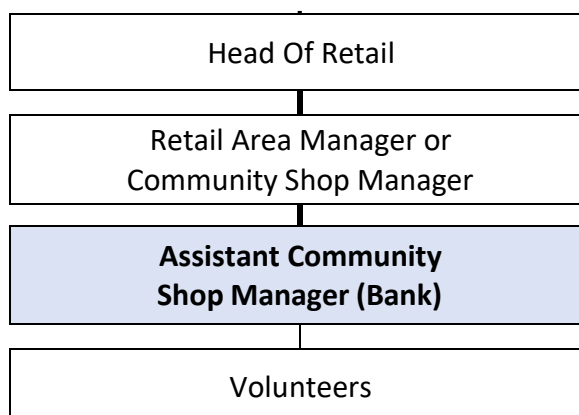 Head Of Retail
Retail Area Manager or
Community Shop Manager
Assistant Community
Shop Manager (Bank)
Volunteers